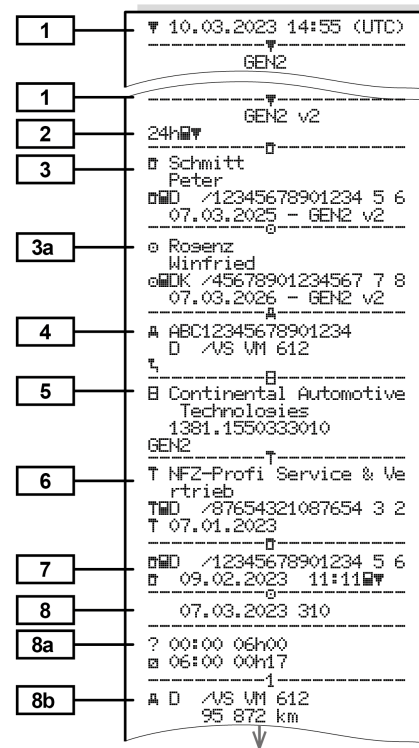 1
▼ 10.03.2023 14:55 (UTC)
GEN2
1
GEN2 v2
2
24h
3
Schmitt
Peter
D /12345678901234 5 6
07.03.2025 - GEN2 v2
3a
Rogenz
Winfried
DK /45678901234567 7 8
07.03.2026 - GEN2 v2
4
ABC12345678901234
D /VS VM 612
5
Continental Automotive
Technologies
1381.1550333010
GEN2
6
T NFZ-Profi Service & Ve
rtrieb
T D /87654321087654 3 2
T 07.01.2023
7
D /12345678901234 5 6
09.02.2023 11:11
8
07.03.2023 310
8a
? 00:00 06h00
06:00 00h17
1
8b
D /VS VM 612
95 872 km